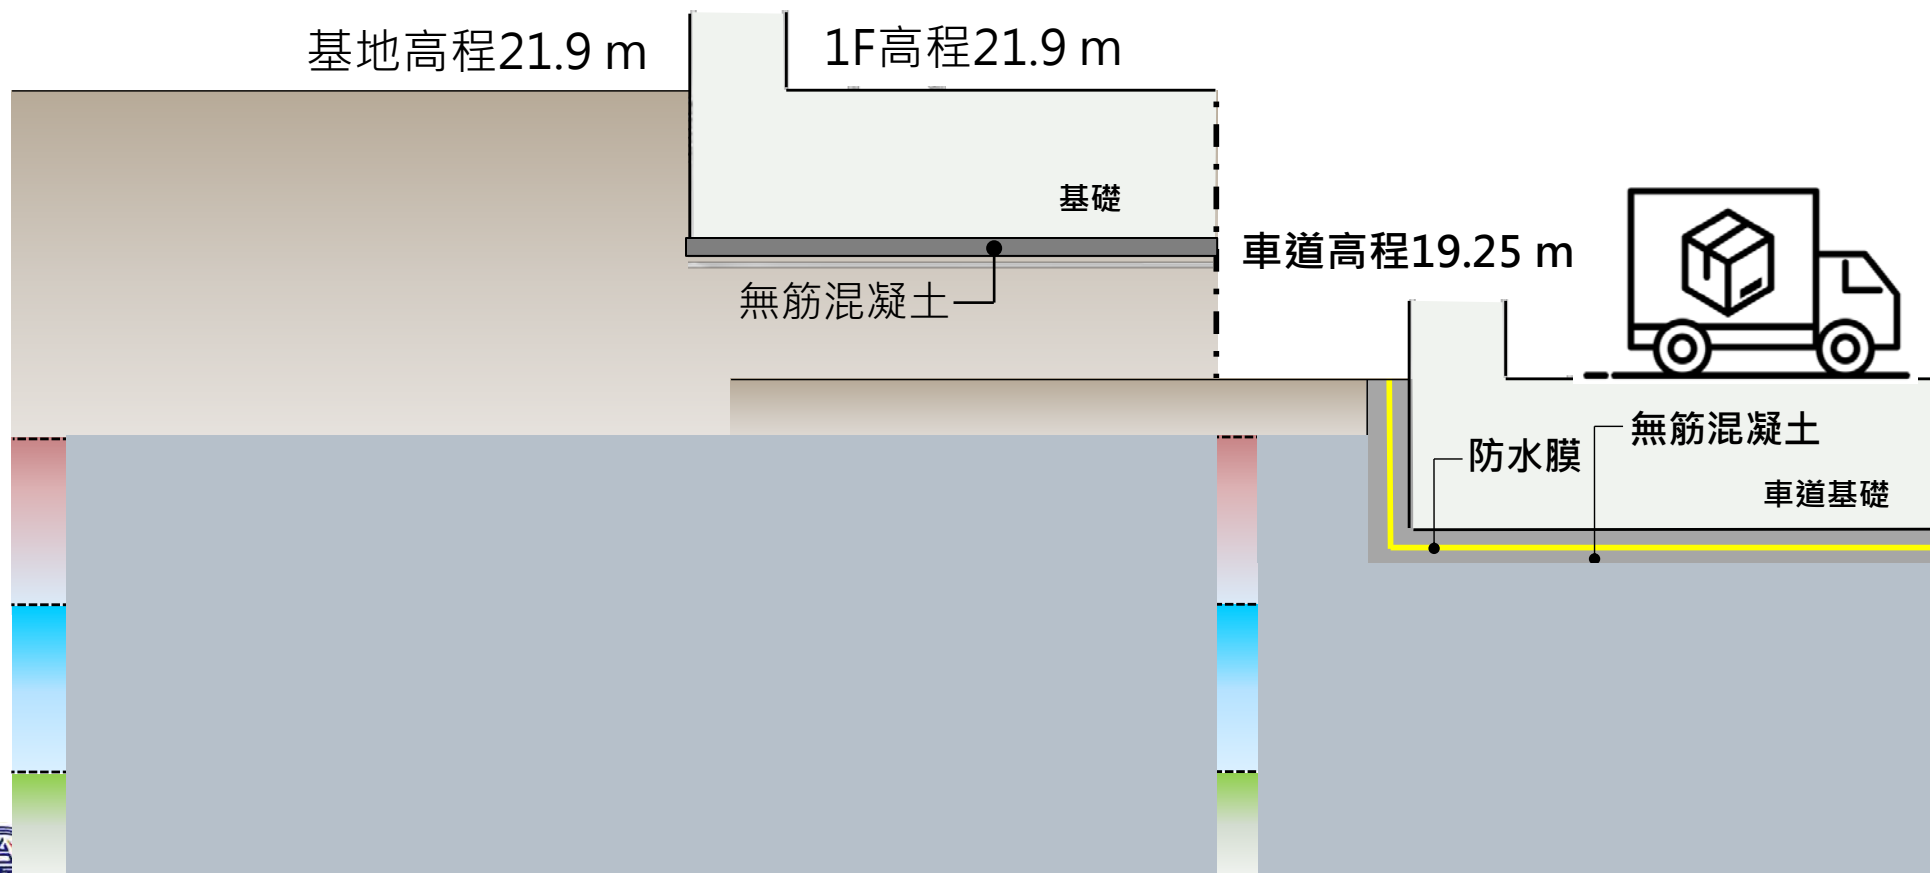 基地高程21.9 m
1F高程21.9 m
基礎
車道高程19.25 m
無筋混凝土
無筋混凝土
防水膜
車道基礎